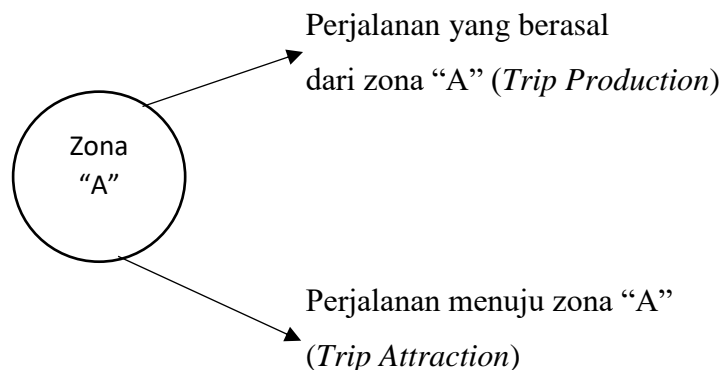 Perjalanan yang berasal
dari zona “A” (Trip Production)
Zona
“A”
Perjalanan menuju zona “A”
(Trip Attraction)